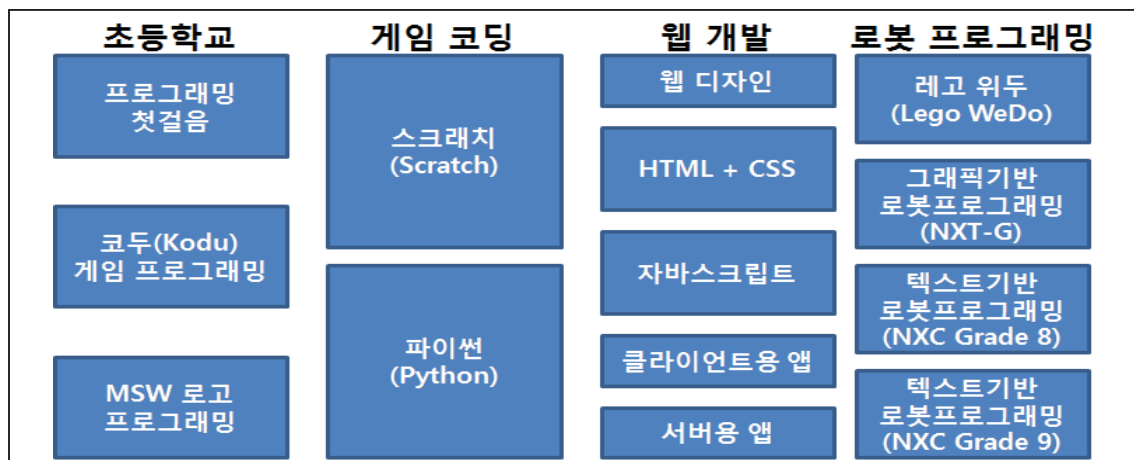 초등학교
프로그래밍
첫걸음
코두(Kodu)
게임 프로그래밍
MSW 로고
프로그래밍
게임 코딩
스크래치
(Scratch)
파이썬
(Python)
웹 개발
웹 디자인
HTML + CSS
자바스크립트
클라이언트용 앱
서버용 앱
로봇 프로그래밍
레고 위두
(Lego WeDo)
그래픽기반
로봇프로그래밍
(NXT-G)
텍스트기반
로봇프로그래밍
(NXC Grade 8)
텍스트기반
로봇프로그래밍
(NXC Grade 9)